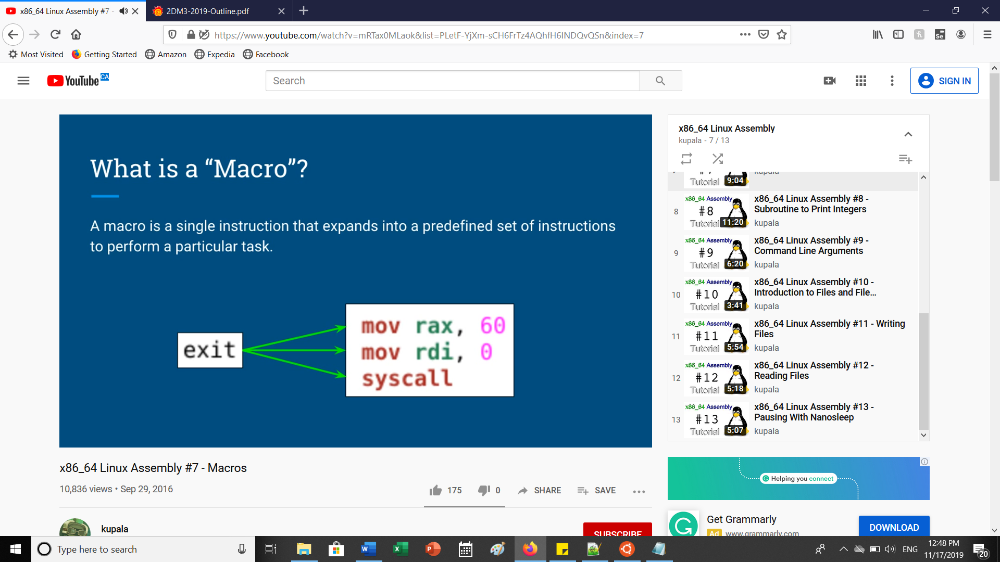 x86_64 Linux Assembly #7 -
2DM3-2019-Outline.pdf
https://www.youtube.com/watch?v=mRTax0MLaok&list=PLetF-YjXm-sCH6FrTz4AQhfH6INDQvQSn&index=7
Se
Most Visited
Getting Started
Amazon
Expedia
Facebook
YouTube CA
Search
SIGN IN
What is a “Macro”?
A macro is a single instruction that expands into a predefined set of instructions
to perform a particular task.
exit
mov rax, 60
mov rdi, 0
syscall
x86_64 Linux Assembly #7 - Macros
10,836 views • Sep 29, 2016
175
0
SHARE
SAVE
kupala
SUBSCRIBE
x86_64 Linux Assembly
kupala - 7 / 13
Tutorial
9:04
kupala
8
x86_64 Assembly
#8
Tutorial
11:20
x86_64 Linux Assembly #8 -
Subroutine to Print Integers
kupala
9
x86_64 Assembly
#9
Tutorial
6:20
x86_64 Linux Assembly #9 -
Command Line Arguments
kupala
10
x86_64 Assembly
#10
Tutorial
3:41
x86_64 Linux Assembly #10 -
Introduction to Files and File...
kupala
11
x86_64 Assembly
#11
Tutorial
5:54
x86_64 Linux Assembly #11 - Writing
Files
kupala
12
x86_64 Assembly
#12
Tutorial
5:18
x86_64 Linux Assembly #12 -
Reading Files
kupala
13
x86_64 Assembly
#13
Tutorial
5:07
x86_64 Linux Assembly #13 -
Pausing With Nanosleep
kupala
Helping you connect
Get Grammarly
Ad www.grammarly.com
DOWNLOAD
Type here to search
ENG
12:48 PM
11/17/2019
20